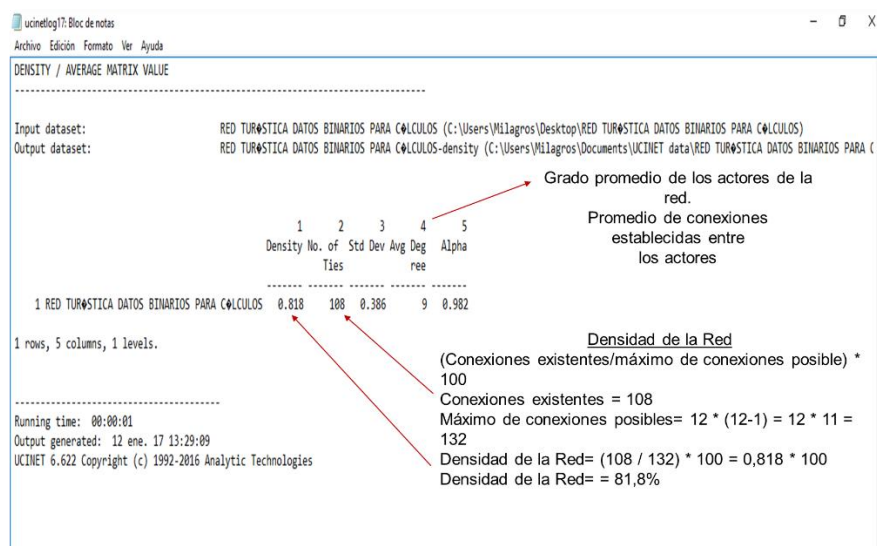 ucinetlog17: Bloc de notas
Archivo Edición Formato Ver Ayuda
DENSITY / AVERAGE MATRIX VALUE
--------------------------------------------------------------------------------
Input dataset: RED TUR�STICA DATOS BINARIOS PARA C�LCULOS (C:\Users\Milagros\Desktop\RED TUR�STICA DATOS BINARIOS PARA C�LCULOS)
Output dataset: RED TUR�STICA DATOS BINARIOS PARA C�LCULOS-density (C:\Users\Milagros\Documents\UCINET data\RED TUR�STICA DATOS BINARIOS PARA C
Grado promedio de los actores de la
red.
Promedio de conexiones
establecidas entre
los actores
1 2 3 4 5
Density No. of Std Dev Avg Deg Alpha
Ties ree
------- ------- ------- ------- -------
1 RED TUR�STICA DATOS BINARIOS PARA C�LCULOS 0.818 108 0.386 9 0.982
1 rows, 5 columns, 1 levels.
Densidad de la Red
(Conexiones existentes/máximo de conexiones posible) *
100
Conexiones existentes = 108
Máximo de conexiones posibles= 12 * (12-1) = 12 * 11 =
132
Densidad de la Red= (108 / 132) * 100 = 0,818 * 100
Densidad de la Red= = 81,8%
----------------------------------------
Running time: 00:00:01
Output generated: 12 ene. 17 13:29:09
UCINET 6.622 Copyright (c) 1992-2016 Analytic Technologies